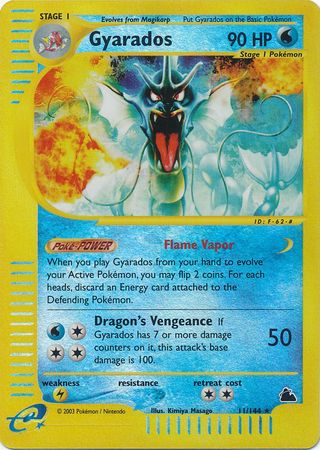 STAGE 1
Evolves from Magikarp
Put Gyarados on the Basic Pokémon
Gyarados 90 HP
Stage 1 Pokémon
ID: F-62-#
Poké-POWER Flame Vapor
When you play Gyarados from your hand to evolve
your Active Pokémon, you may flip 2 coins. For each
heads, discard an Energy card attached to the
Defending Pokémon.
Dragon's Vengeance If
Gyarados has 7 or more damage
counters on it, this attack's base
damage is 100.
50
weakness resistance retreat cost
e
© 2003 Pokémon / Nintendo
Illus. Kimiya Masago
11/144 ★